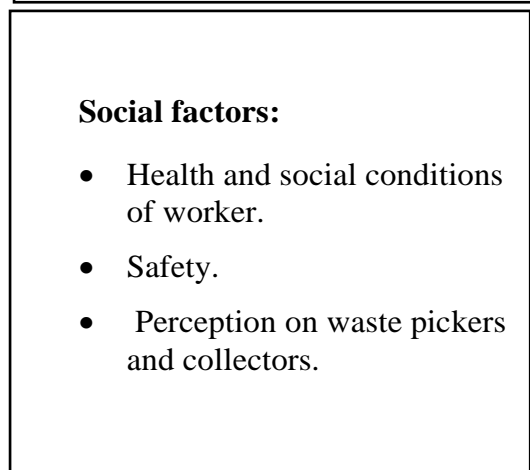 Social factors:
• Health and social conditions
of worker.
• Safety.
• Perception on waste pickers
and collectors.